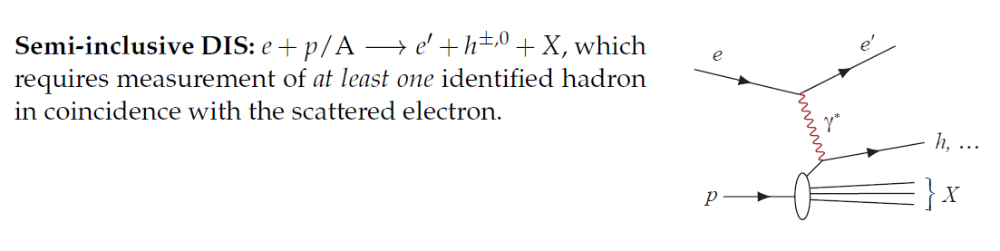 Semi-inclusive DIS: e + p/A ⟶ e′ + h±,0 + X, which
requires measurement of at least one identified hadron
in coincidence with the scattered electron.
e
e′
γ*
h, ...
p
} X